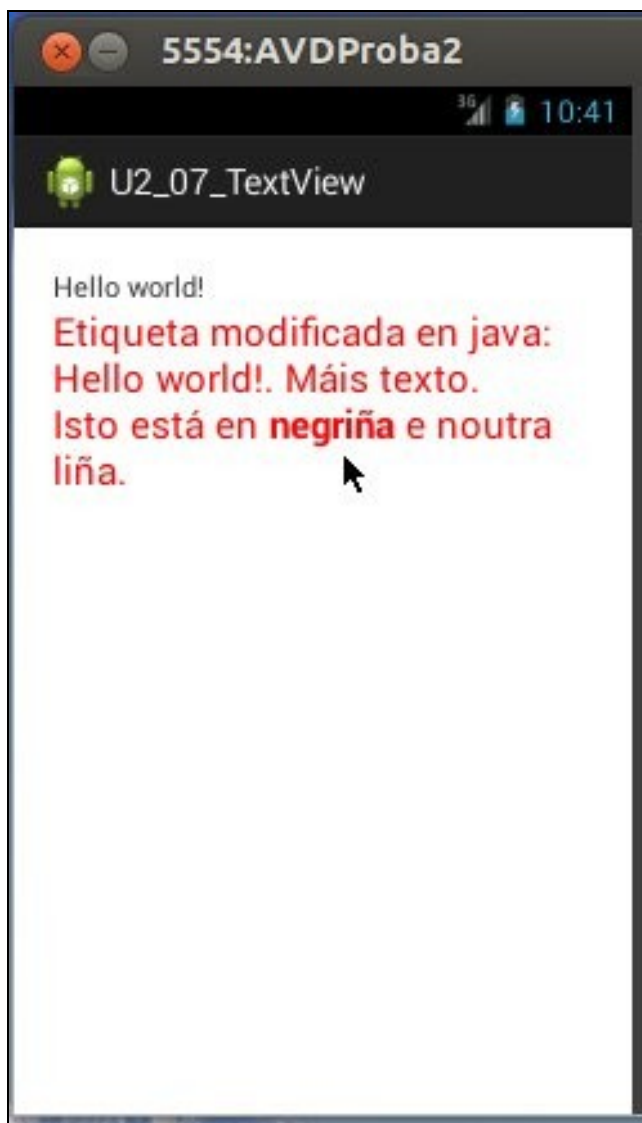 5554:AVDProba2
3G 10:41
U2_07_TextView
Hello world!
Etiqueta modificada en java:
Hello world!. Máis texto.
Isto está en negriña e noutra
liña.